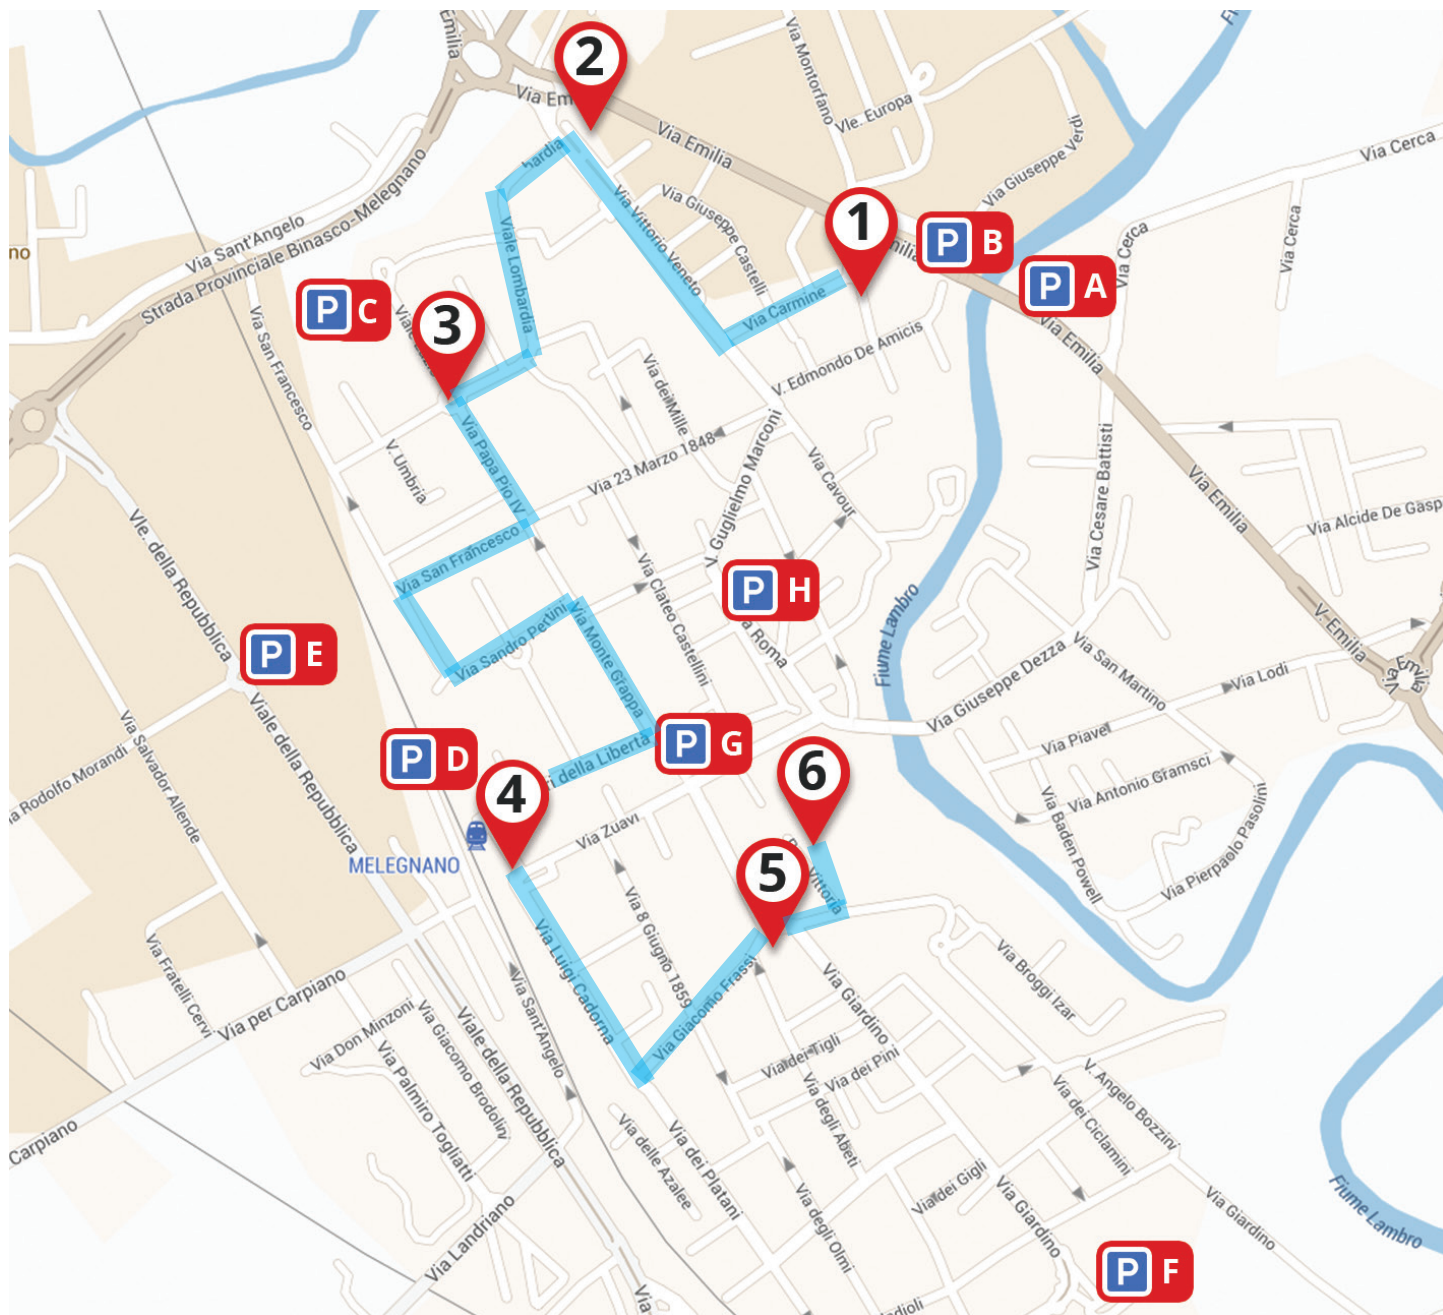 Emilia
2
Via Em
Via Emilia
Via Montorfano
Vle. Europa
Via Giuseppe Verdi
Via Cerca
Via Sant'Angelo
Strada Provinciale Binasco-Melegnano
no
bardia
Via Vittorio Veneto
Via Giuseppe Castelli
1
milia
P B
P A
Via Cerca
Via Cerca
Via Emilia
P C
3
Viale Lombardia
Via Carmine
V. Edmondo De Amicis
Via San Francesco
V. Umbria
Via Papa Pio IV
Via dei Mille
Via 23 Marzo 1848
V. Guglielmo Marconi
Via Cavour
Via Cesare Battisti
Via Emilia
Via Alcide De Gasp
Vle. della Repubblica
Via San Francesco
Via Sandro Pertini
Via Monte Grappa
Via Clateo Castellini
P H
a Roma
Fiume Lambro
Via Giuseppe Dezza
Via San Martino
V. Emilia
Via Emilia
Via Lodi
P E
Viale della Repubblica
a Rodolfo Morandi
Via Salvador Allende
P D
P G
i della Libertà
4
6
5
Via Zuavi
MELEGNANO
Vittoria
Via Piave
Via Antonio Gramsci
Via Baden Powell
Via Pierpaolo Pasolini
Via Fratelli Cervi
Via per Carpiano
Via Luigi Cadorna
Via 8 Giugno 1859
Via Giacomo Frassi
Via Giardino
Via Broggi Izar
Via Sant'Angelo
Via Don Minzoni
Via Giacomo Brodolini
Viale della Repubblica
Via Palmiro Togliatti
Via dei Tigli
Via dei Pini
Via degli Abeti
V. Angelo Bozzini
Via dei Ciclamini
Carpiano
Via delle Azalee
Via dei Platani
Via dei Gigli
Via degli Olmi
Via Giardino
Via Giardino
Fiume Lambro
Via Landriano
P F
Via